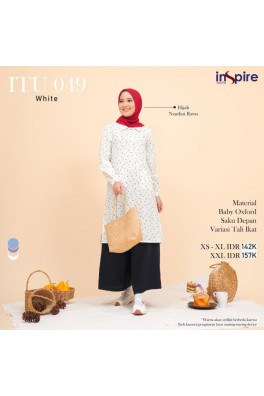 ITU 049
White
inspire
Hijab
Nandini Rawis
Material
Baby Oxford
Saku Depan
Variasi Tali Ikat
XS - XL IDR 142K
XXL IDR 157K